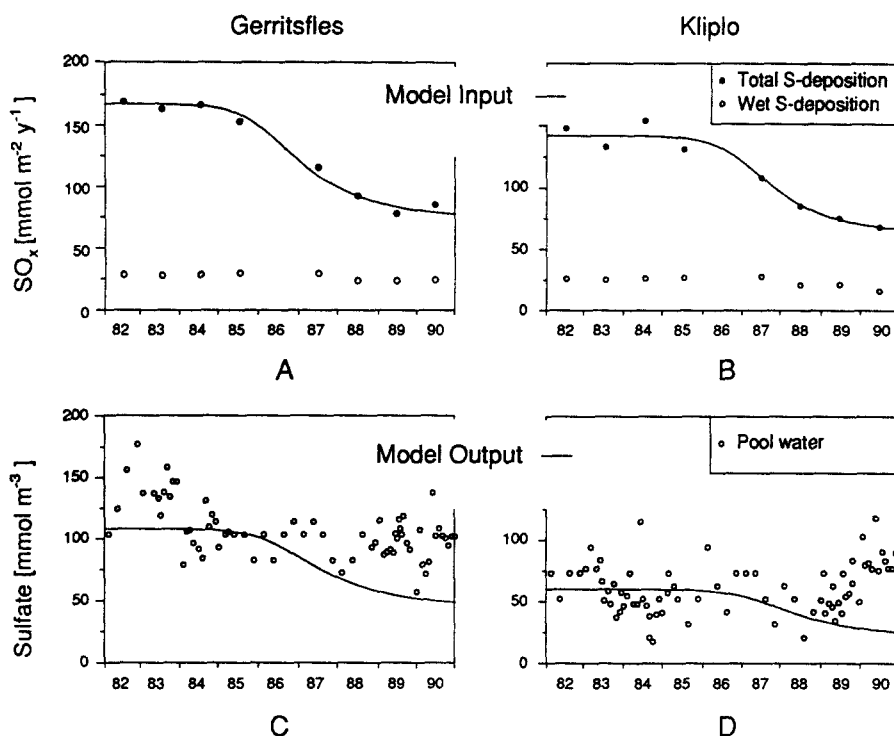 Gerritsfles
Kliplo
SOx [mmol m-2 y-1]
200
150
100
50
0
Model Input
Total S-deposition
Wet S-deposition
150
100
50
0
82 83 84 85 86 87 88 89 90
82 83 84 85 86 87 88 89 90
A
B
Sulfate [mmol m-3]
200
150
100
50
0
Model Output
Pool water
150
100
50
0
82 83 84 85 86 87 88 89 90
82 83 84 85 86 87 88 89 90
C
D